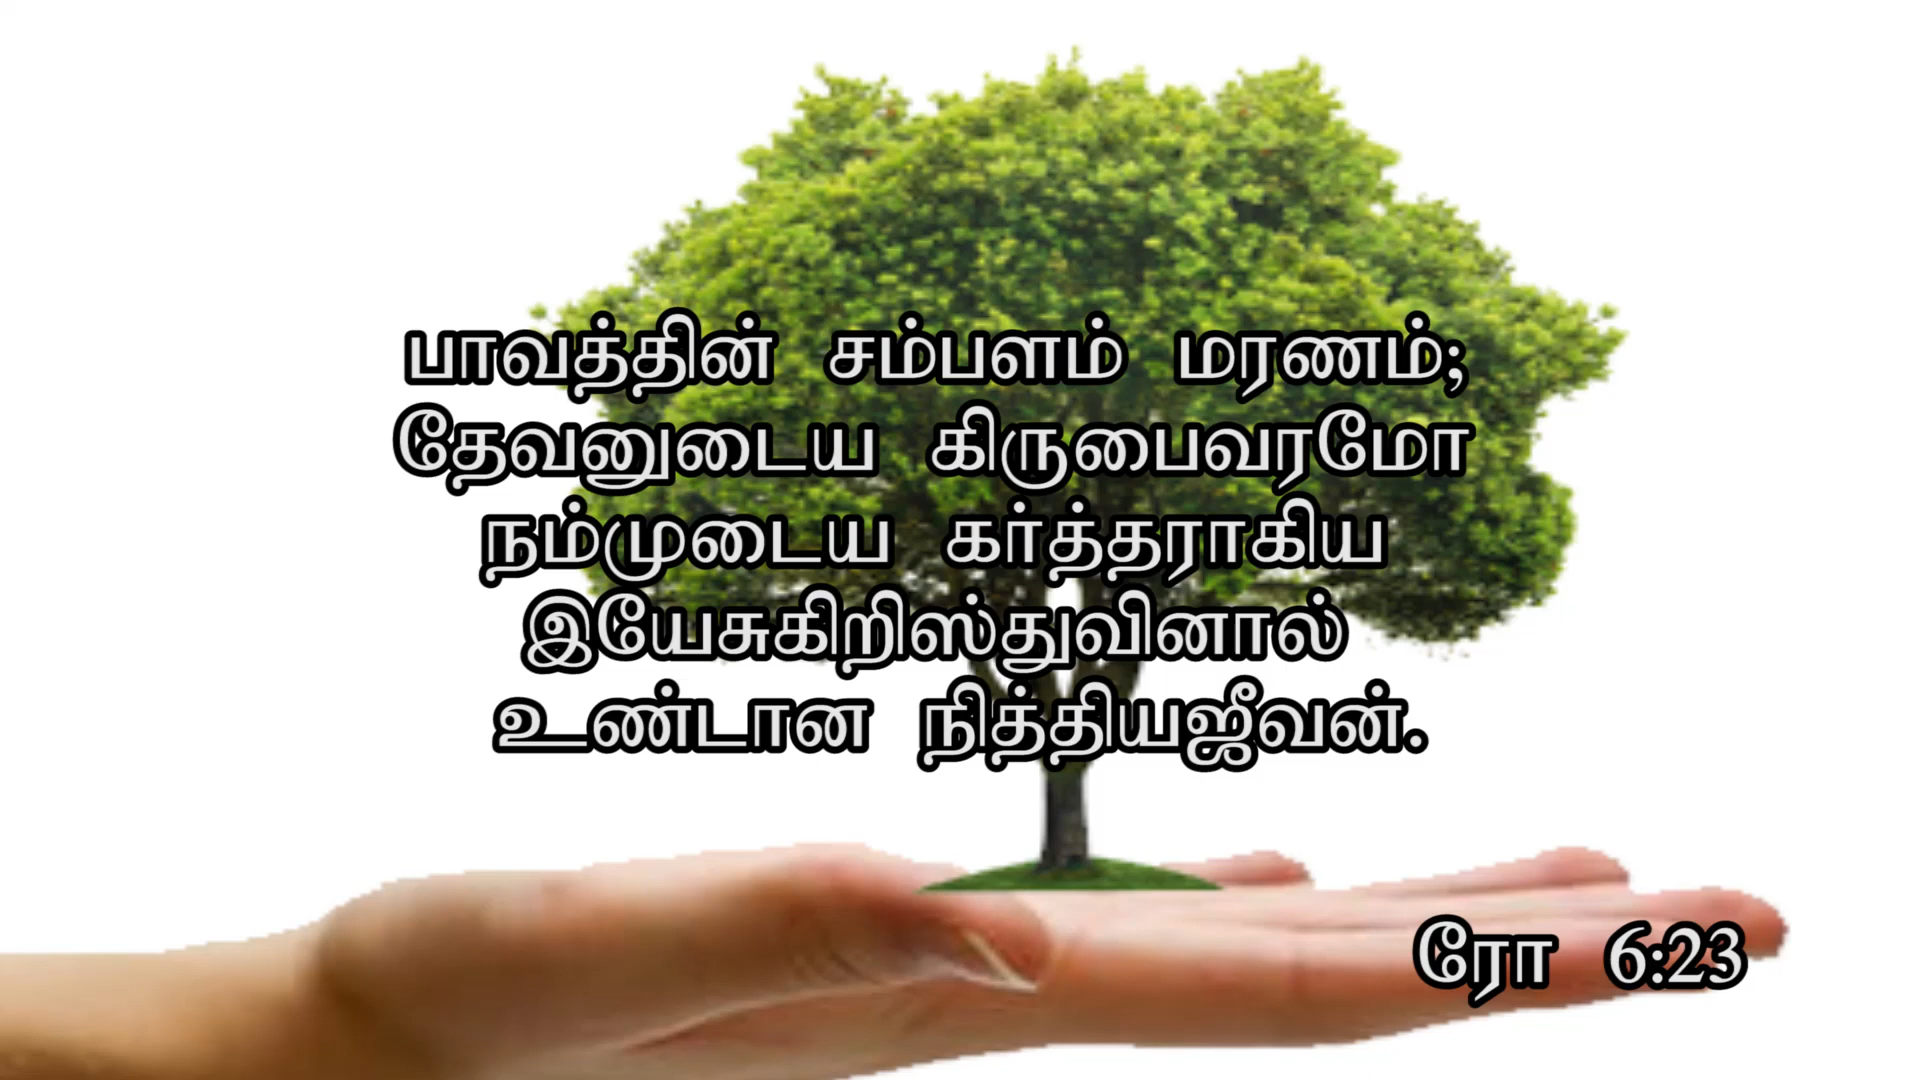 பாவத்தின் சம்பளம் மரணம்;
தேவனுடைய கிருபைவரமோ
நம்முடைய கர்த்தராகிய
இயேசுகிறிஸ்துவினால்
உண்டான நித்தியஜீவன்.
ரோ 6:23